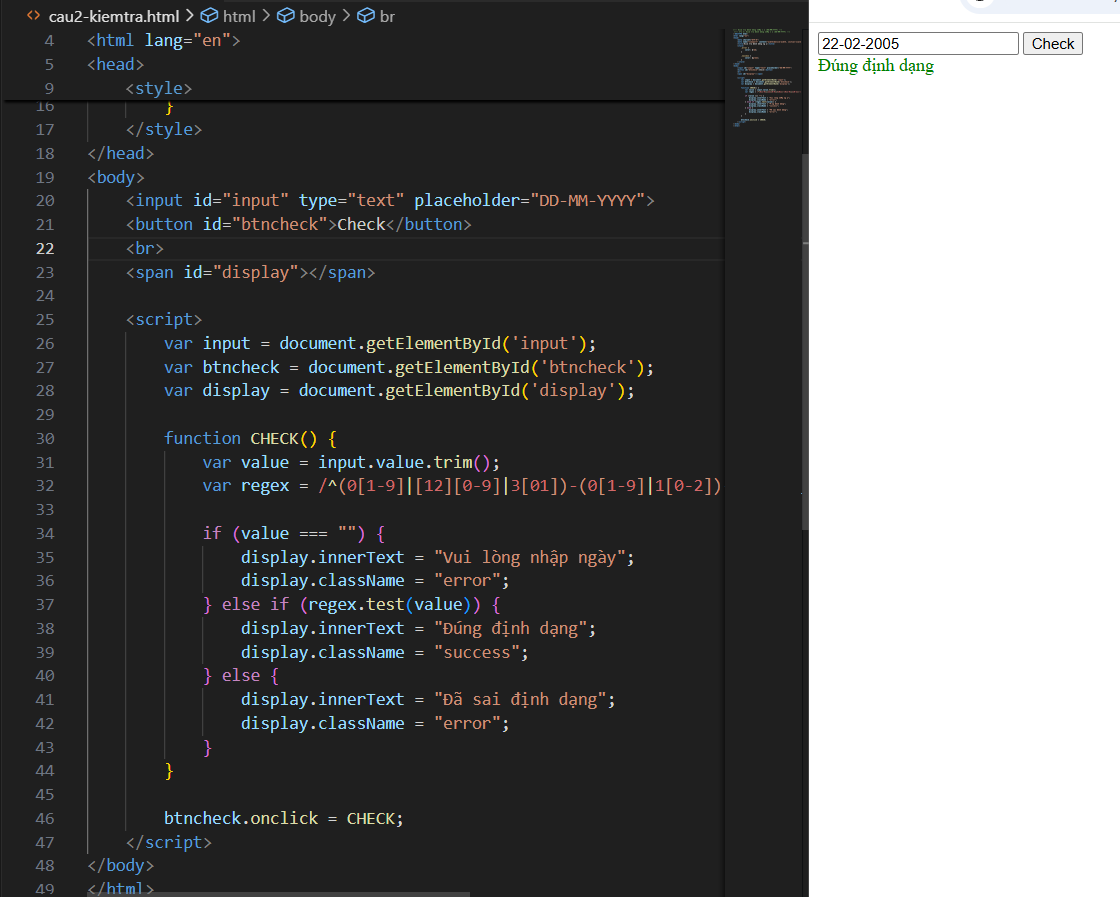 cau2-kiemtra.html > html > body > br
4 <html lang="en">
5 <head>
9 <style>
16 }
17 </style>
18 </head>
19 <body>
20 <input id="input" type="text" placeholder="DD-MM-YYYY">
21 <button id="btncheck">Check</button>
22 <br>
23 <span id="display"></span>
24
25 <script>
26 var input = document.getElementById('input');
27 var btncheck = document.getElementById('btncheck');
28 var display = document.getElementById('display');
29
30 function CHECK() {
31 var value = input.value.trim();
32 var regex = /^(0[1-9]|[12][0-9]|3[01])-(0[1-9]|1[0-2])
33
34 if (value === "") {
35 display.innerText = "Vui lòng nhập ngày";
36 display.className = "error";
37 } else if (regex.test(value)) {
38 display.innerText = "Đúng định dạng";
39 display.className = "success";
40 } else {
41 display.innerText = "Đã sai định dạng";
42 display.className = "error";
43 }
44 }
45
46 btncheck.onclick = CHECK;
47 </script>
48 </body>
49 </html>
22-02-2005 Check
Đúng định dạng